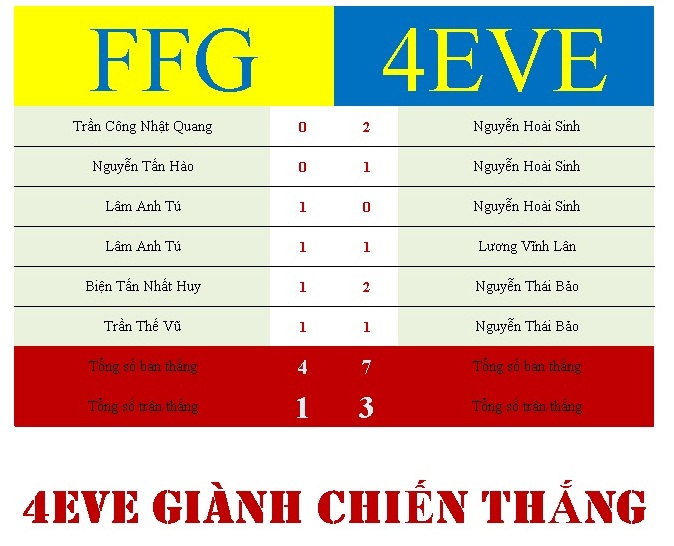 FFG 4EVE
Trần Công Nhật Quang 0 2 Nguyễn Hoài Sinh
Nguyễn Tấn Hào 0 1 Nguyễn Hoài Sinh
Lâm Anh Tú 1 0 Nguyễn Hoài Sinh
Lâm Anh Tú 1 1 Lương Vĩnh Lân
Biện Tấn Nhất Huy 1 2 Nguyễn Thái Bảo
Trần Thế Vũ 1 1 Nguyễn Thái Bảo
Tổng số bàn thắng 4 7 Tổng số bàn thắng
Tổng số trận thắng 1 3 Tổng số trận thắng
4EVE GIÀNH CHIẾN THẮNG